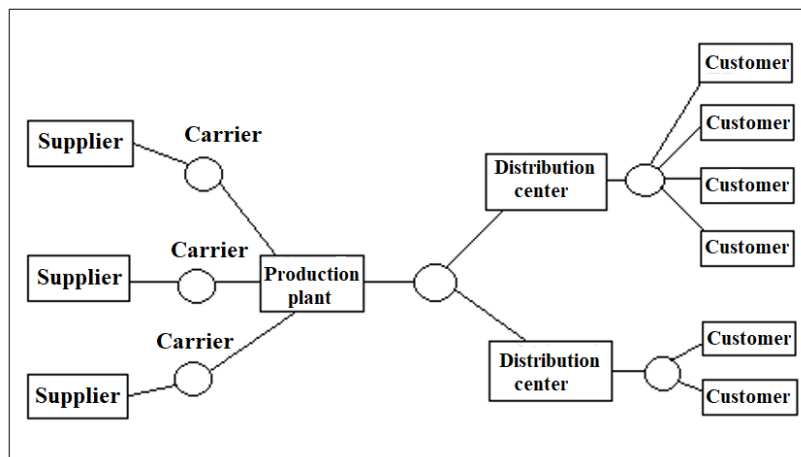 Supplier
Carrier
Supplier
Carrier
Supplier
Carrier
Production
plant
Distribution
center
Distribution
center
Customer
Customer
Customer
Customer
Customer
Customer